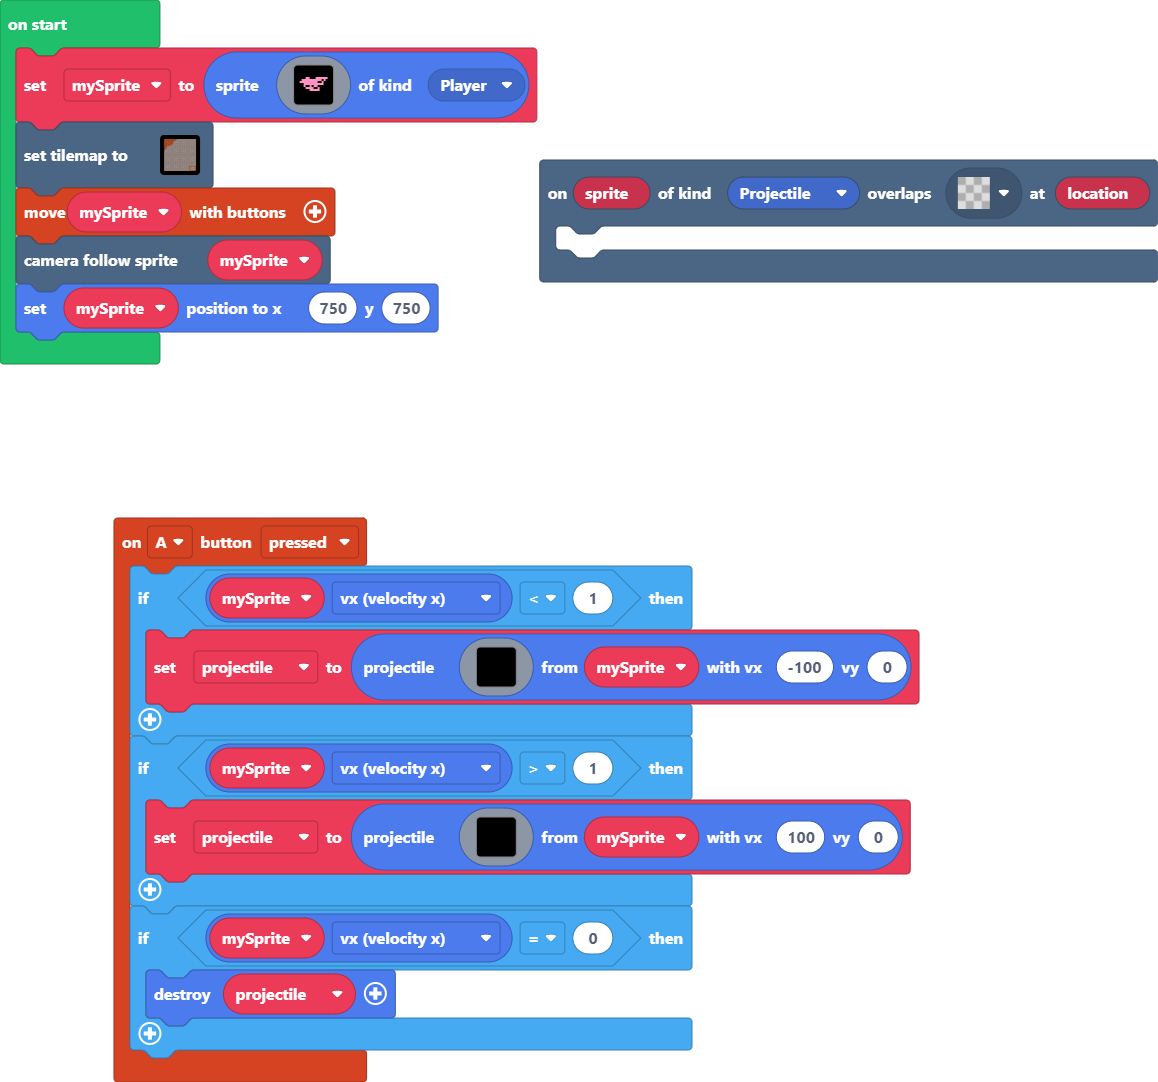 on start
set mySprite to sprite of kind Player
set tilemap to
move mySprite with buttons
camera follow sprite mySprite
set mySprite position to x 750 y 750
on sprite of kind Projectile overlaps at location
on A button pressed
if mySprite vx (velocity x) < 1 then
set projectile to projectile from mySprite with vx -100 vy 0
if mySprite vx (velocity x) > 1 then
set projectile to projectile from mySprite with vx 100 vy 0
if mySprite vx (velocity x) = 0 then
destroy projectile